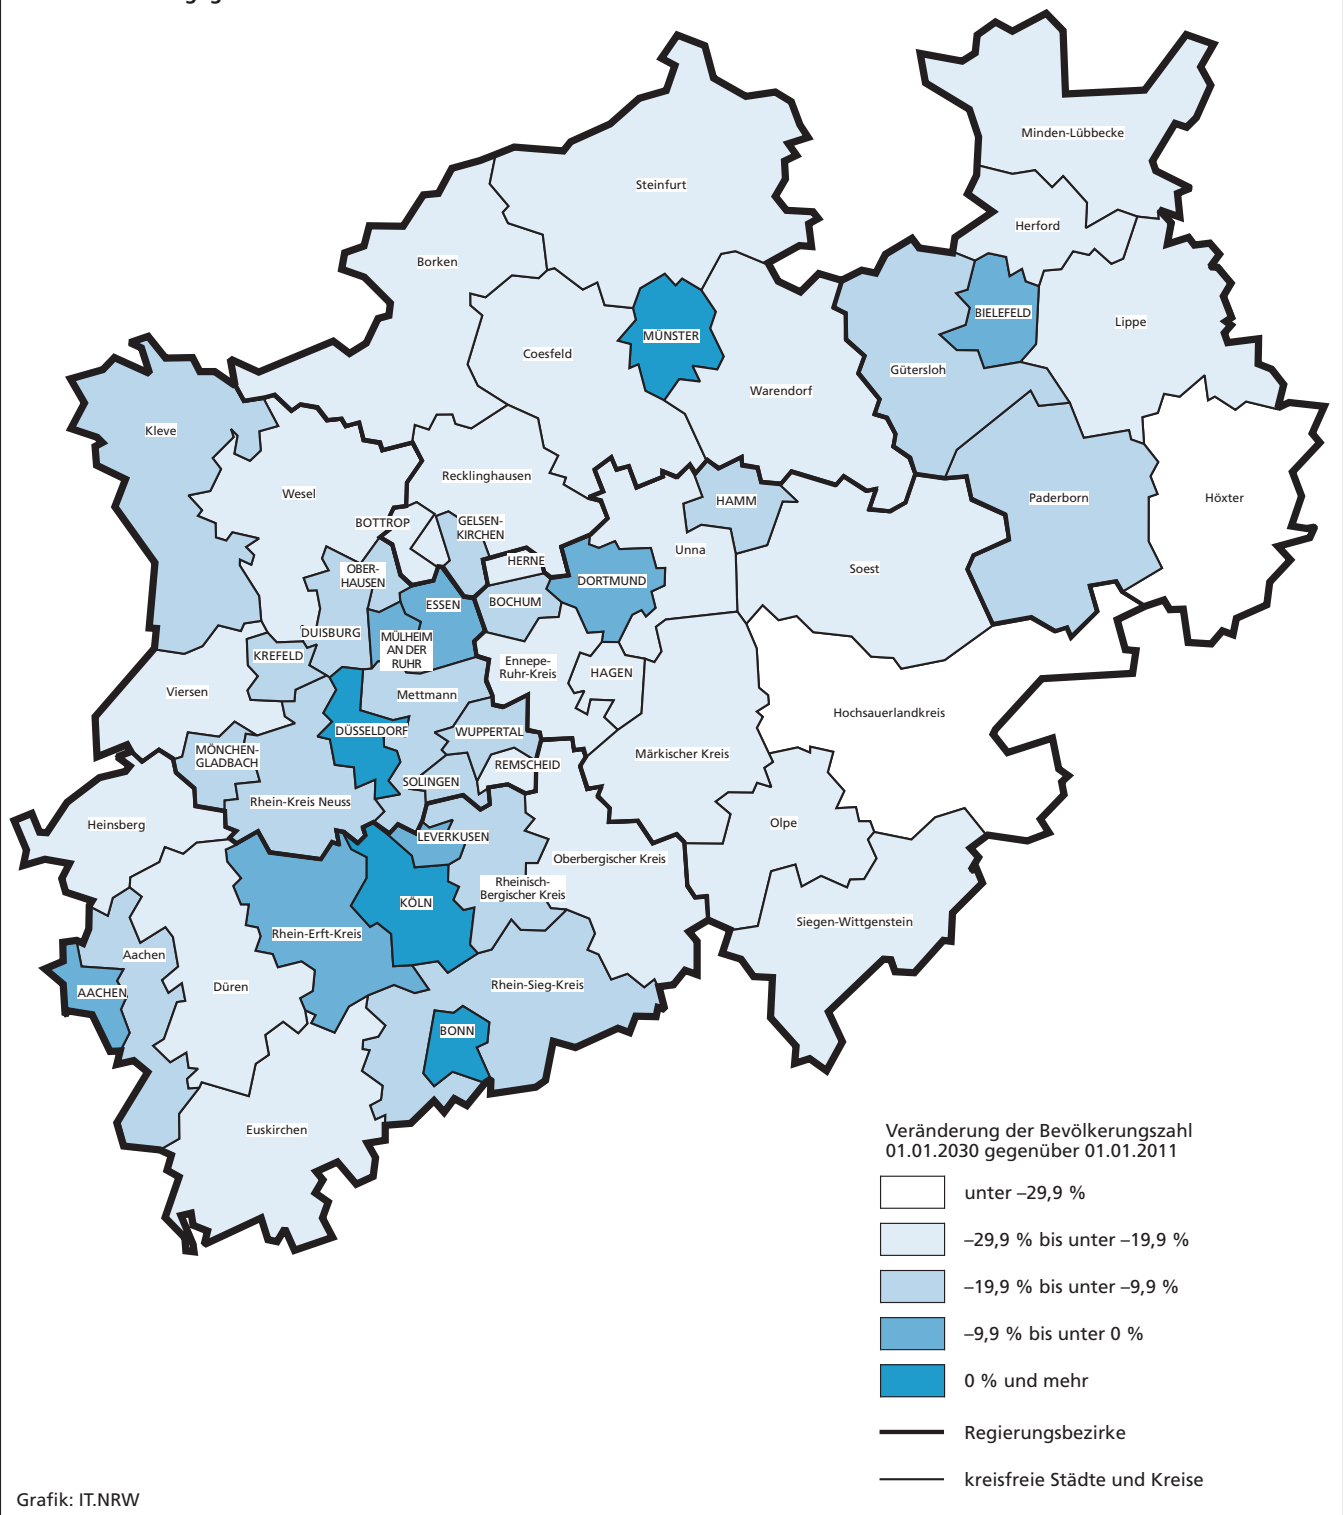 Minden-Lübbecke
Steinfurt
Herford
Borken
BIELEFELD
Lippe
MÜNSTER
Coesfeld
Gütersloh
Warendorf
Kleve
Recklinghausen
Wesel
HAMM
Paderborn
Höxter
BOTTROP
GELSEN-
KIRCHEN
Unna
HERNE
Soest
OBER-
HAUSEN
DORTMUND
ESSEN
BOCHUM
DUISBURG
MÜLHEIM
AN DER
RUHR
KREFELD
Ennepe-
Ruhr-Kreis
HAGEN
Viersen
Mettmann
Hochsauerlandkreis
DÜSSELDORF
WUPPERTAL
MÖNCHEN-
GLADBACH
Märkischer Kreis
REMSCHEID
SOLINGEN
Rhein-Kreis Neuss
Heinsberg
Olpe
LEVERKUSEN
Oberbergischer Kreis
Rheinisch-
Bergischer Kreis
KÖLN
Siegen-Wittgenstein
Rhein-Erft-Kreis
Aachen
Düren
Rhein-Sieg-Kreis
AACHEN
BONN
Euskirchen
Veränderung der Bevölkerungszahl
01.01.2030 gegenüber 01.01.2011
unter –29,9 %
–29,9 % bis unter –19,9 %
–19,9 % bis unter –9,9 %
–9,9 % bis unter 0 %
0 % und mehr
Regierungsbezirke
kreisfreie Städte und Kreise
Grafik: IT.NRW